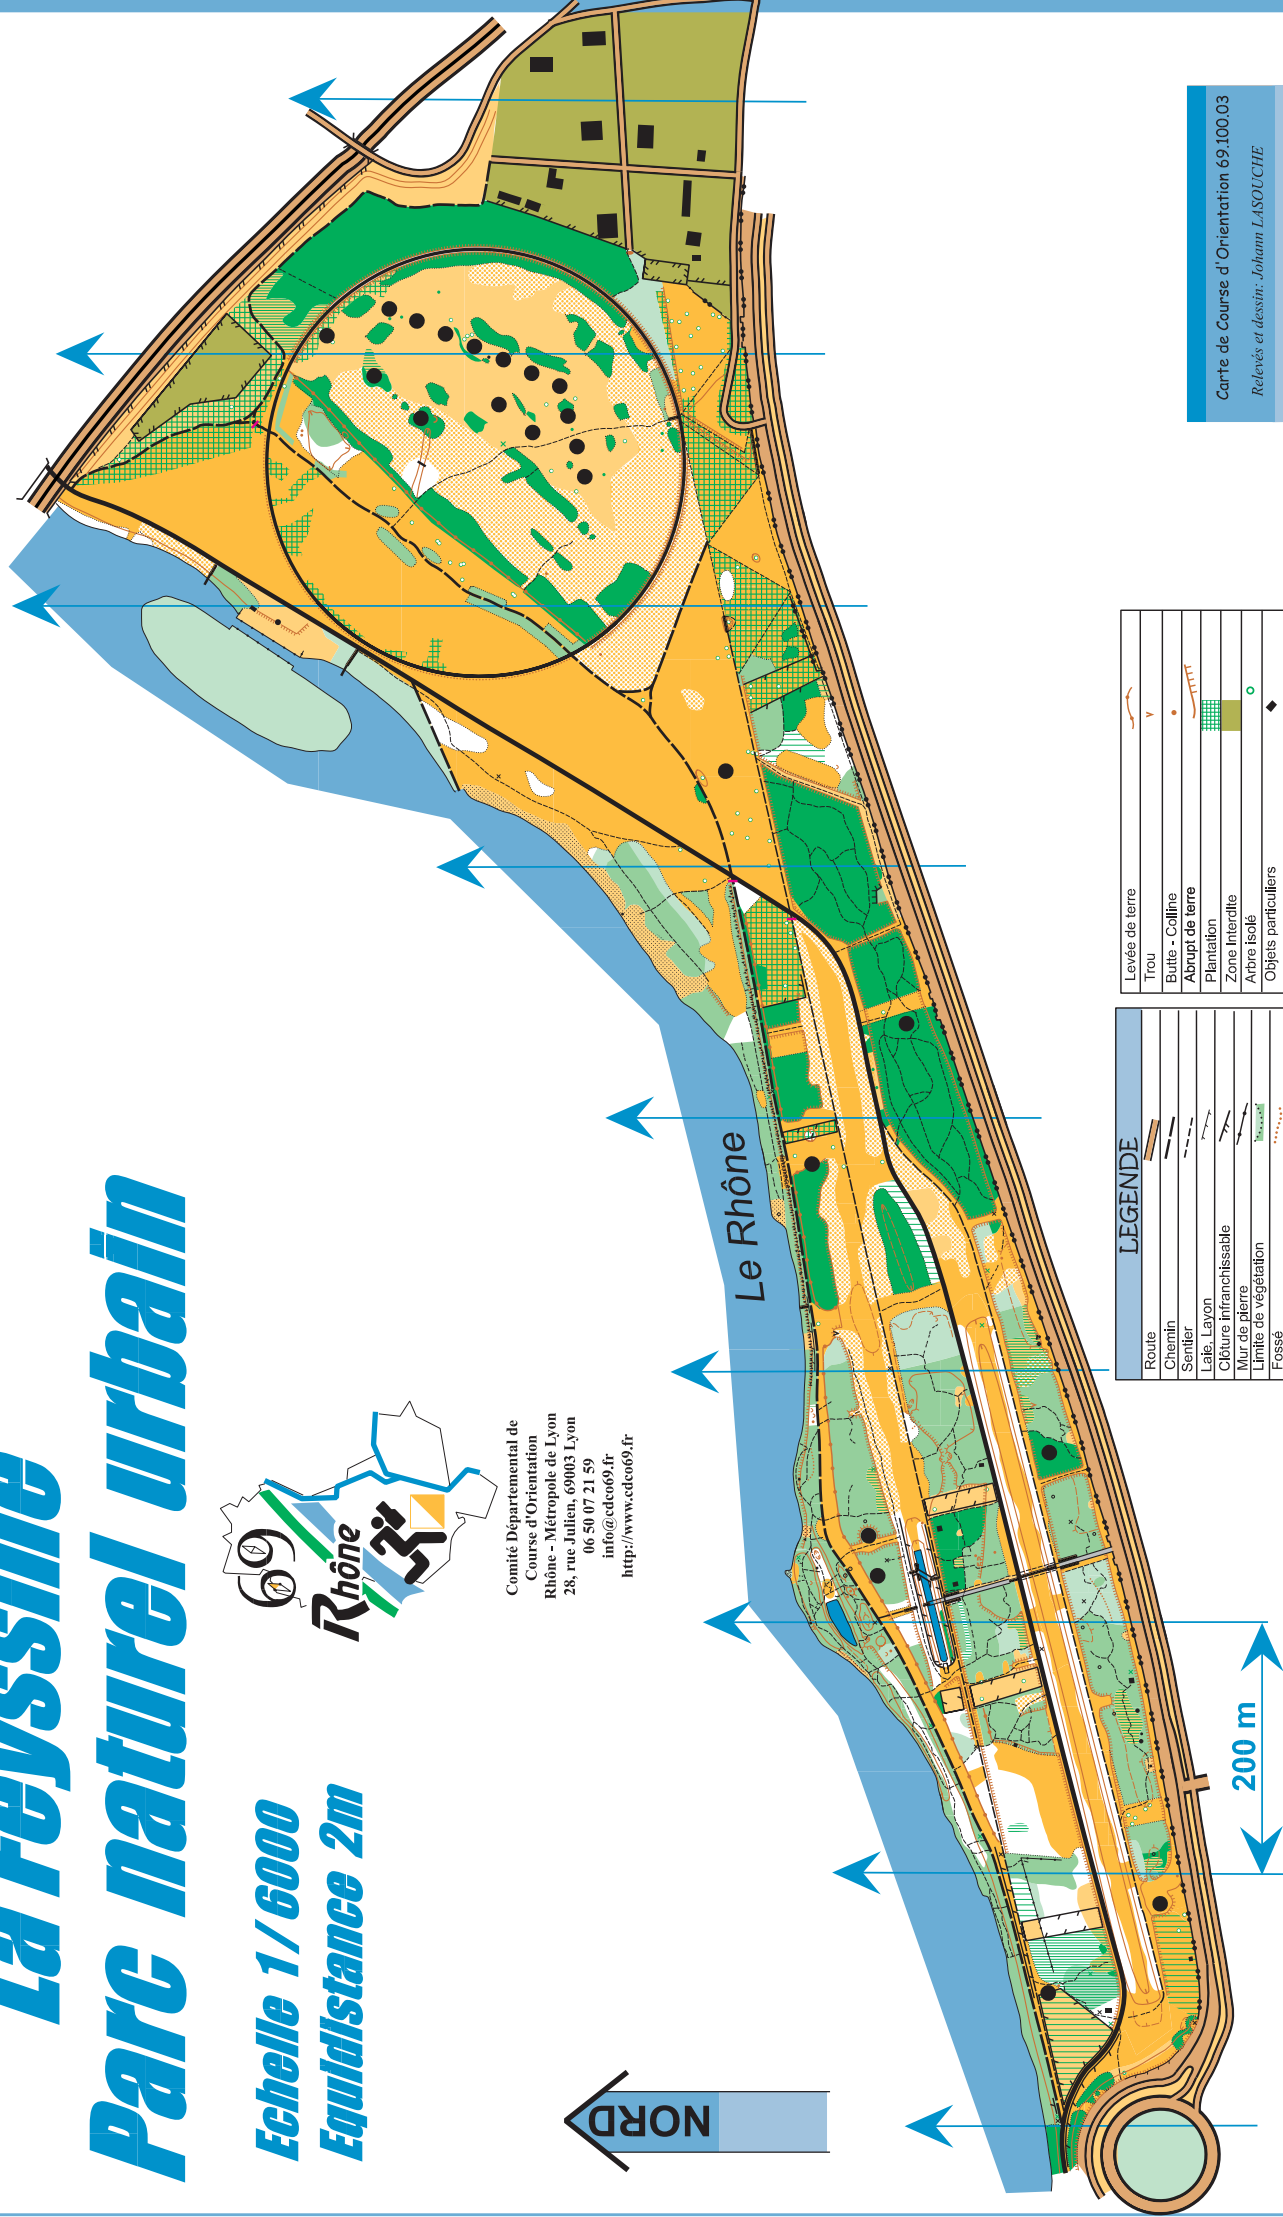 La Feyssine
Parc naturel urbain
Echelle 1/6000
Equidistance 2m
69
Rhône
Comité Départemental de
Course d'Orientation
Rhône - Métropole de Lyon
28, rue Julien, 69003 Lyon
06 50 07 21 59
info@cdco69.fr
http://www.cdco69.fr
NORD
Le Rhône
200 m
LEGENDE
Route
Chemin
Sentier
Laie, Layon
Clôture infranchissable
Mur de pierre
Limite de végétation
Fossé
Levée de terre
Trou
Butte - Colline
Abrupt de terre
Plantation
Zone Interdite
Arbre isolé
Objets particuliers
Carte de Course d'Orientation 69.100.03
Relevés et dessin: Johann LASOUCHE